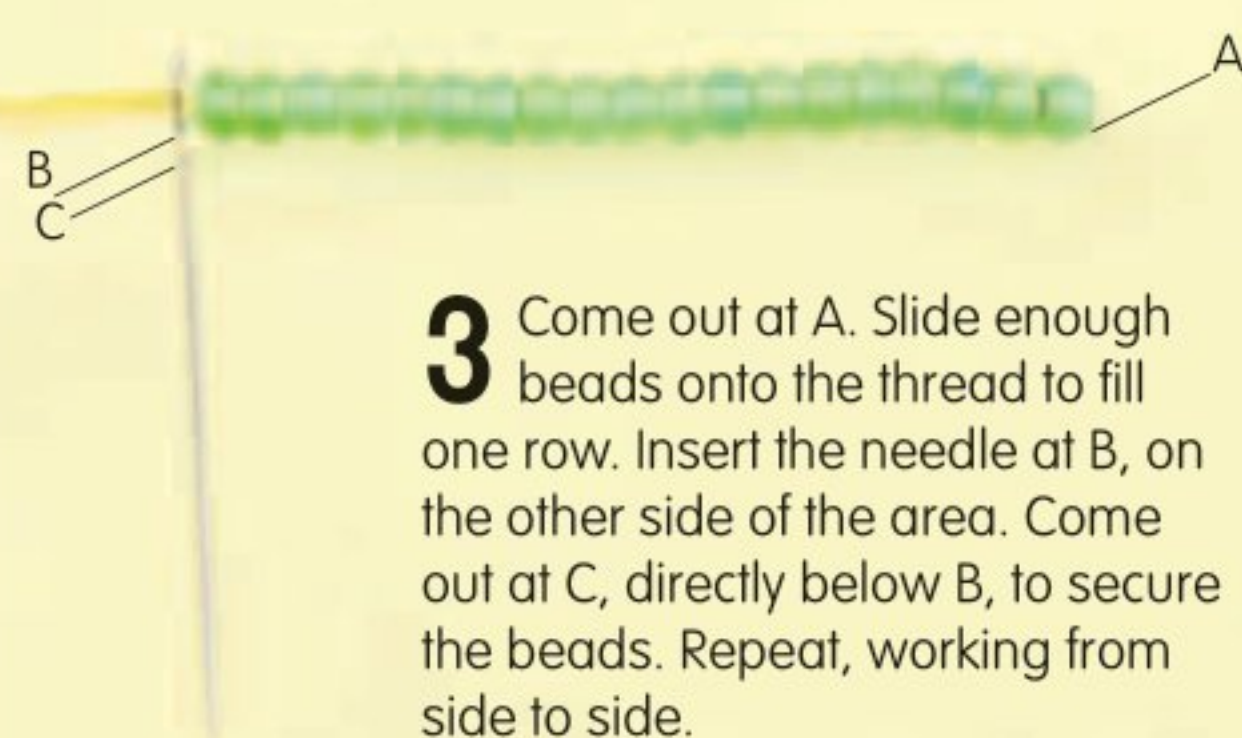 A
B
C
3 Come out at A. Slide enough
beads onto the thread to fill
one row. Insert the needle at B, on
the other side of the area. Come
out at C, directly below B, to secure
the beads. Repeat, working from
side to side.